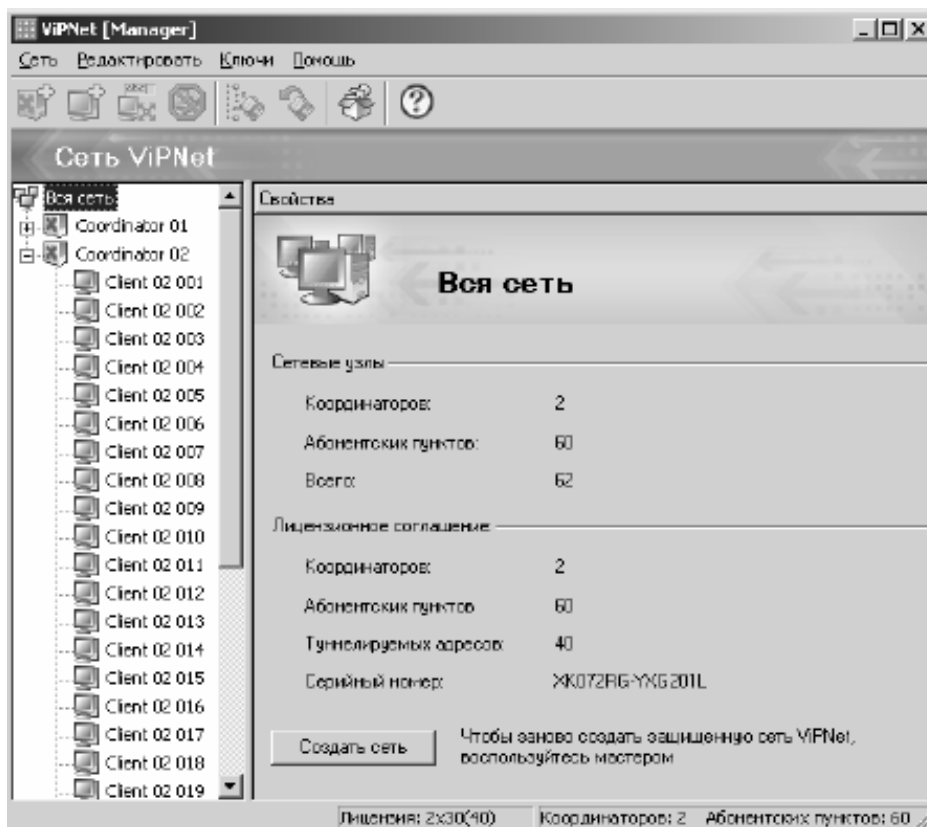 ViPNet [Manager]
Сеть Редактировать Ключи Помощь
Сеть ViPNet
Вся сеть
Coordinator 01
Coordinator 02
Client 02 001
Client 02 002
Client 02 003
Client 02 004
Client 02 005
Client 02 006
Client 02 007
Client 02 008
Client 02 009
Client 02 010
Client 02 011
Client 02 012
Client 02 013
Client 02 014
Client 02 015
Client 02 016
Client 02 017
Client 02 018
Client 02 019
Свойства
Вся сеть
Сетевые узлы
Координаторов: 2
Абонентских пунктов: 60
Всего: 62
Лицензионное соглашение
Координаторов: 2
Абонентских пунктов 60
Туннелируемых адресов: 40
Серийный номер: XK072RG-YXG201L
Создать сеть
Чтобы заново создать защищенную сеть ViPNet,
воспользуйтесь мастером
Лицензия: 2x30(40) Координаторов: 2 Абонентских пунктов: 60